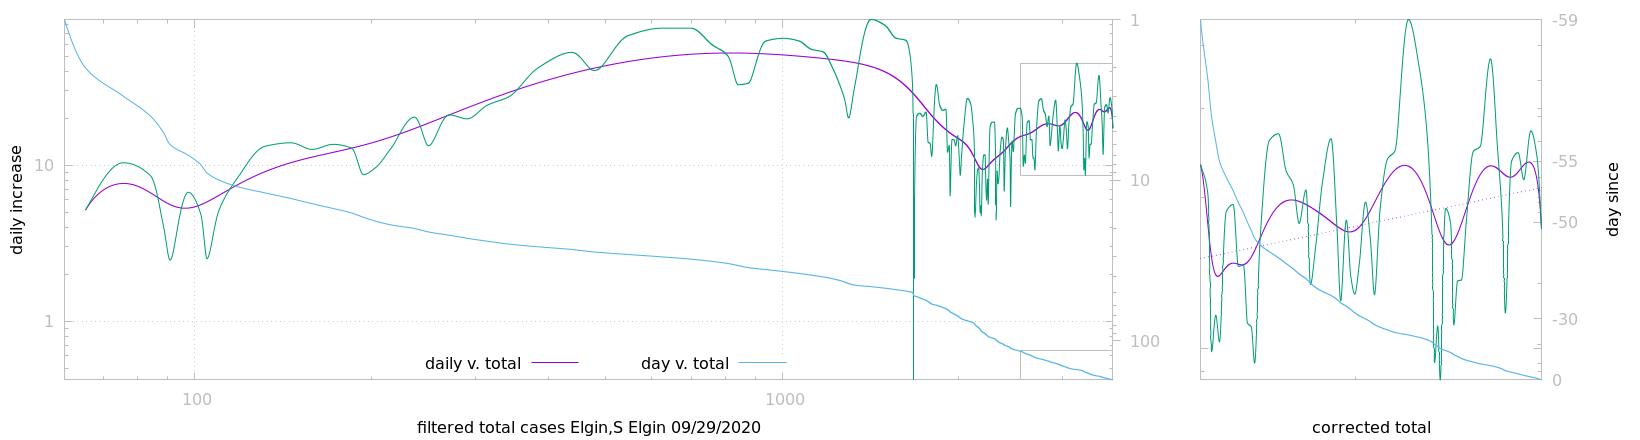 daily increase
10
1
100
1000
daily v. total
day v. total
1
10
100
filtered total cases Elgin,S Elgin 09/29/2020
-59
-55
-50
-30
0
day since
corrected total